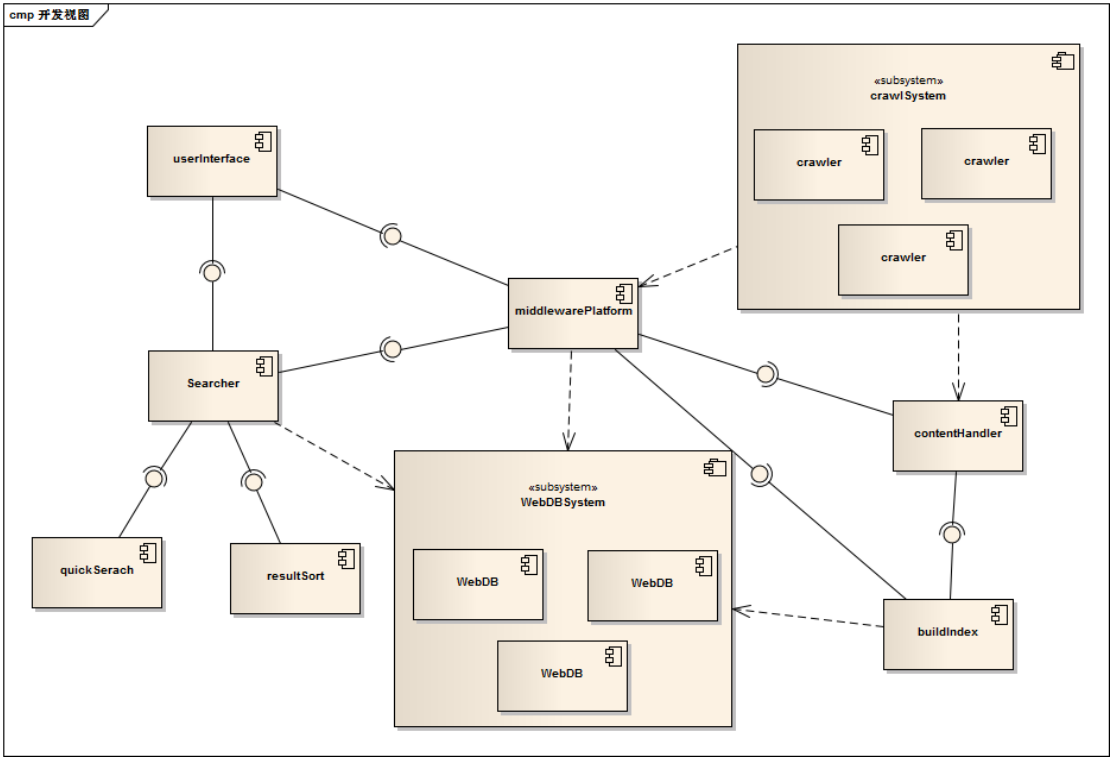 cmp 开发视图
«subsystem»
crawlSystem
crawler
crawler
crawler
userInterface
middlewarePlatform
Searcher
contentHandler
«subsystem»
WebDBSystem
WebDB
WebDB
WebDB
quickSerach
resultSort
buildIndex